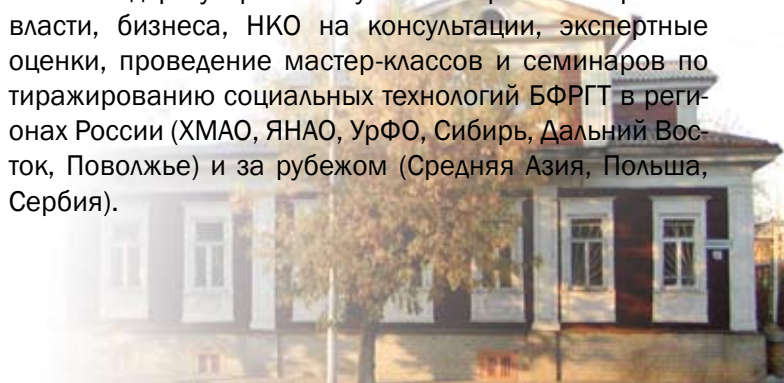 власти, бизнеса, НКО на консультации, экспертные
оценки, проведение мастер-классов и семинаров по
тиражированию социальных технологий БФРГТ в реги-
онах России (ХМАО, ЯНАО, УрФО, Сибирь, Дальний Вос-
ток, Поволжье) и за рубежом (Средняя Азия, Польша,
Сербия).